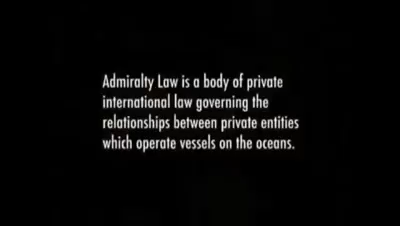 Admiralty Law is a body of private
international law governing the
relationships between private entities
which operate vessels on the oceans.